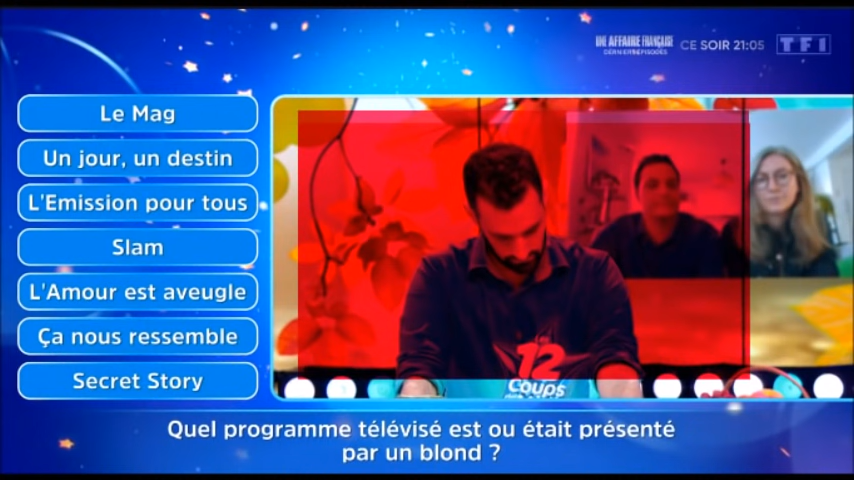 UNE AFFAIRE FRANÇAISE
DERNIERS ÉPISODES
CE SOIR 21:05
TF1
Le Mag
Un jour, un destin
L'Emission pour tous
Slam
L'Amour est aveugle
Ça nous ressemble
Secret Story
12
Coups
Quel programme télévisé est ou était présenté
par un blond ?